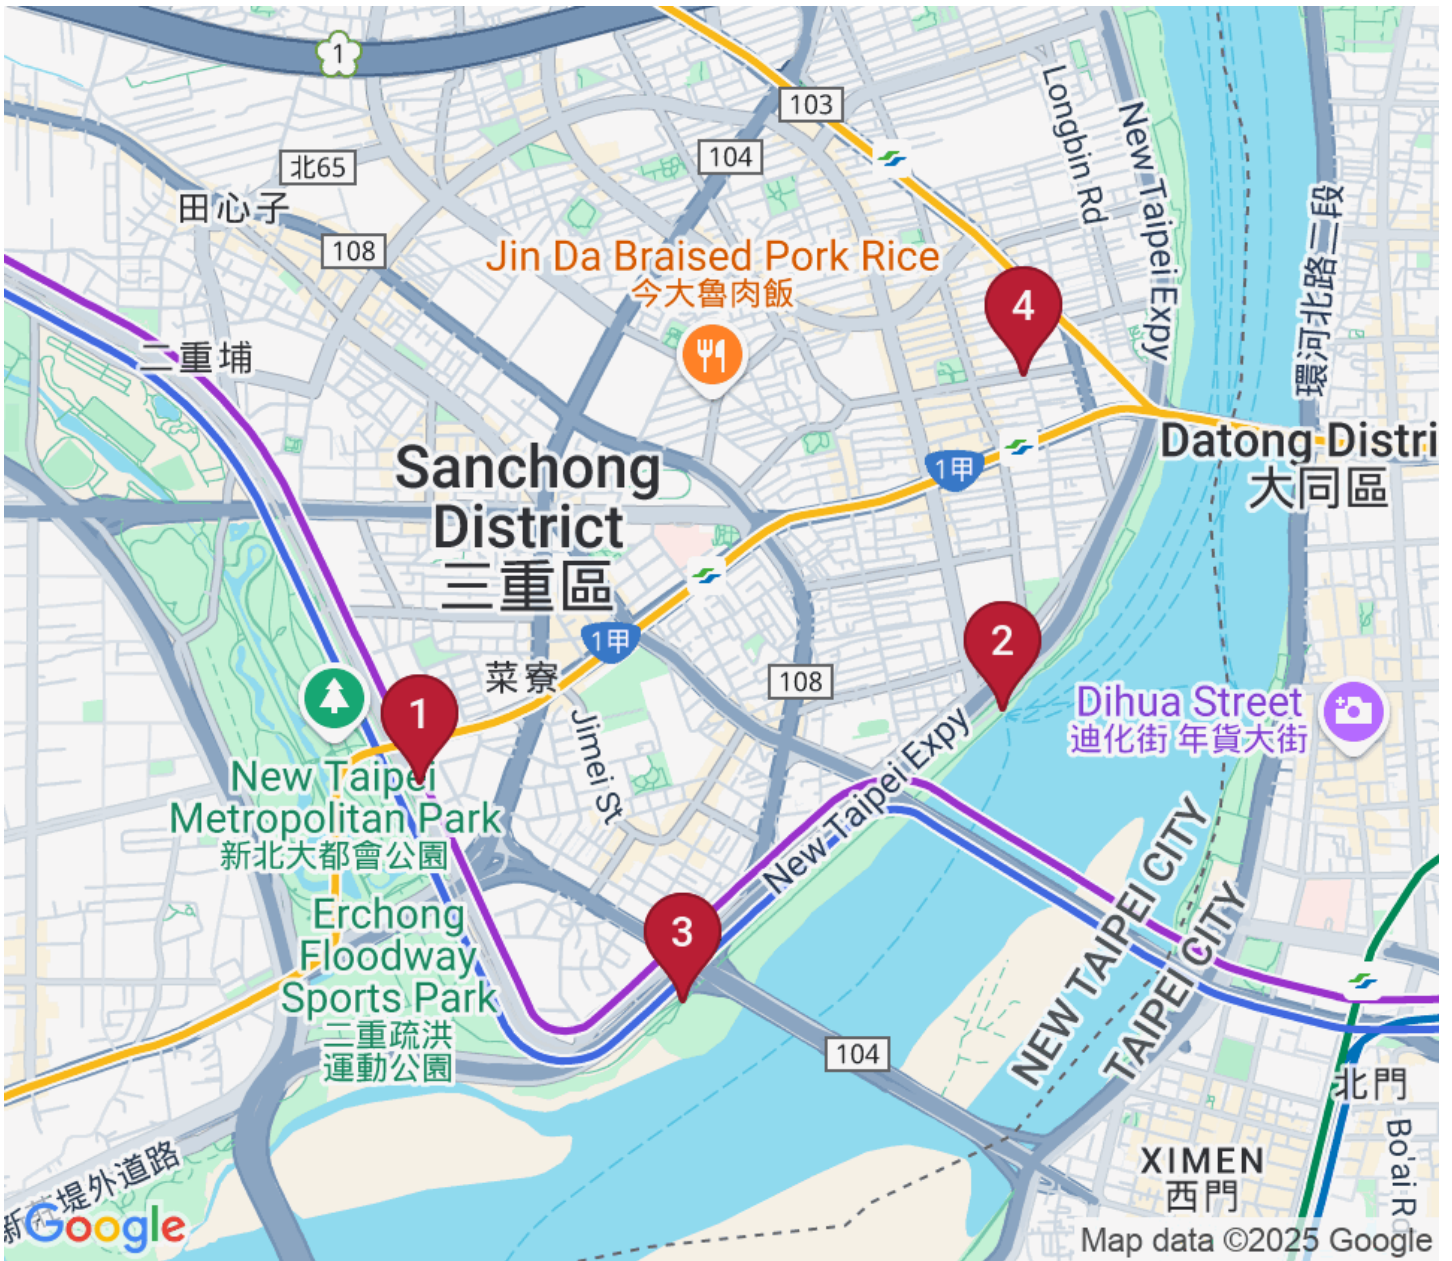 1
103
104
Longbin Rd
New Taipei Expy
北65
田心子
108
環河北路二段
Jin Da Braised Pork Rice
今大魯肉飯
4
二重埔
Sanchong
District
三重區
1甲
Datong Distri
大同區
1甲
2
菜寮
108
1
Jimei St
Dihua Street
迪化街 年貨大街
New Taipei Expy
New Taipei
Metropolitan Park
新北大都會公園
NEW TAIPEI CITY
TAIPEI CITY
Erchong
Floodway
Sports Park
二重疏洪
運動公園
3
104
北門
Bo'ai Rd
XIMEN
西門
Google
Map data ©2025 Google